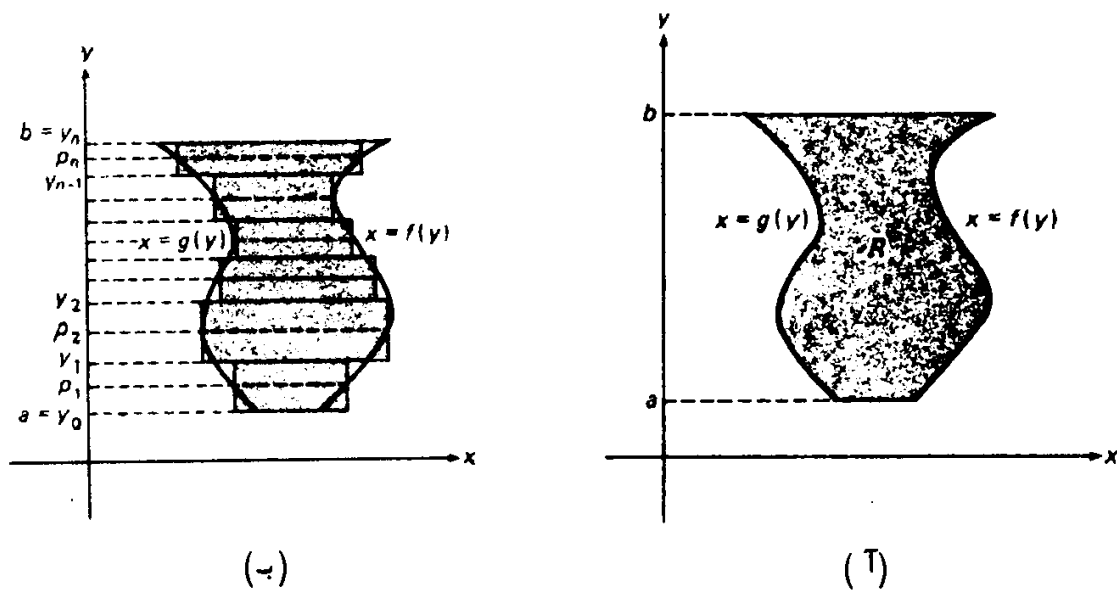 y
b = yₙ
pₙ
yₙ₋₁
x = g(y)
x = f(y)
y₂
p₂
y₁
p₁
a = y₀
x
(ب)
y
b
x = g(y)
x = f(y)
R
a
x
(آ)